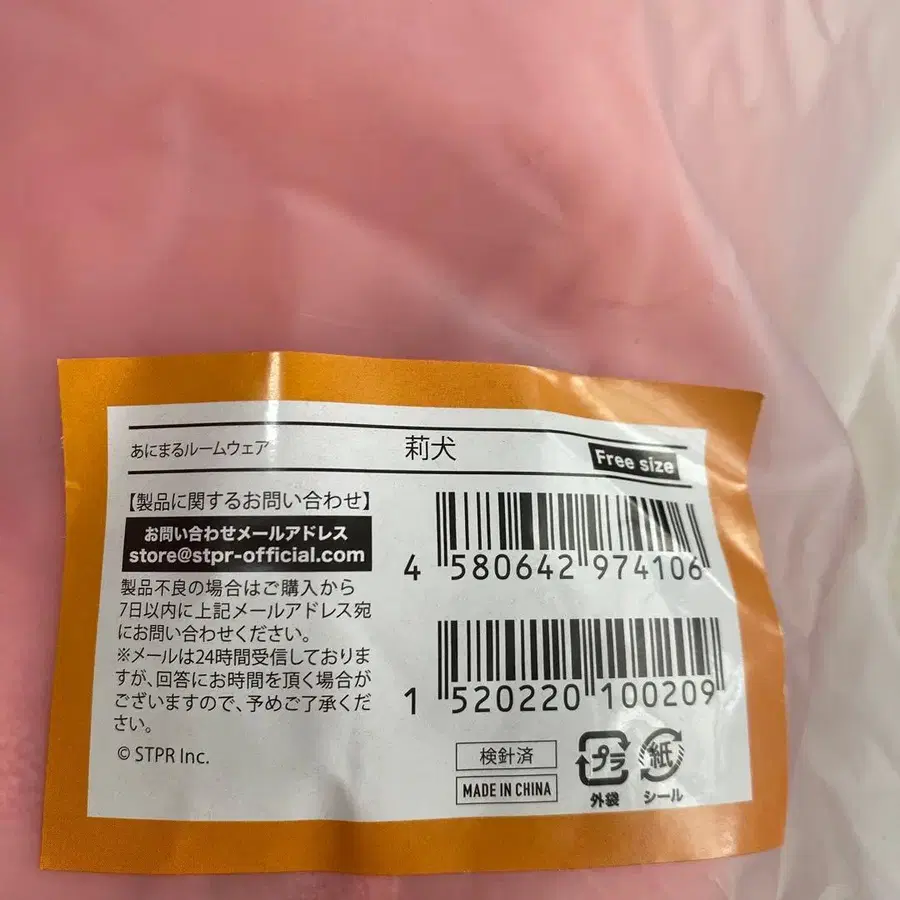 あにまるルームウェア
莉犬
Free size
【製品に関するお問い合わせ】
お問い合わせメールアドレス
store@stpr-official.com
製品不良の場合はご購入から
7日以内に上記メールアドレス宛
にお問い合わせください。
※メールは24時間受信しておりま
すが、回答にお時間を頂く場合が
ございますので、予めご了承くだ
さい。
© STPR Inc.
4 580642 974106
1 520220 100209
検針済
MADE IN CHINA
プラ
外袋
紙
シール